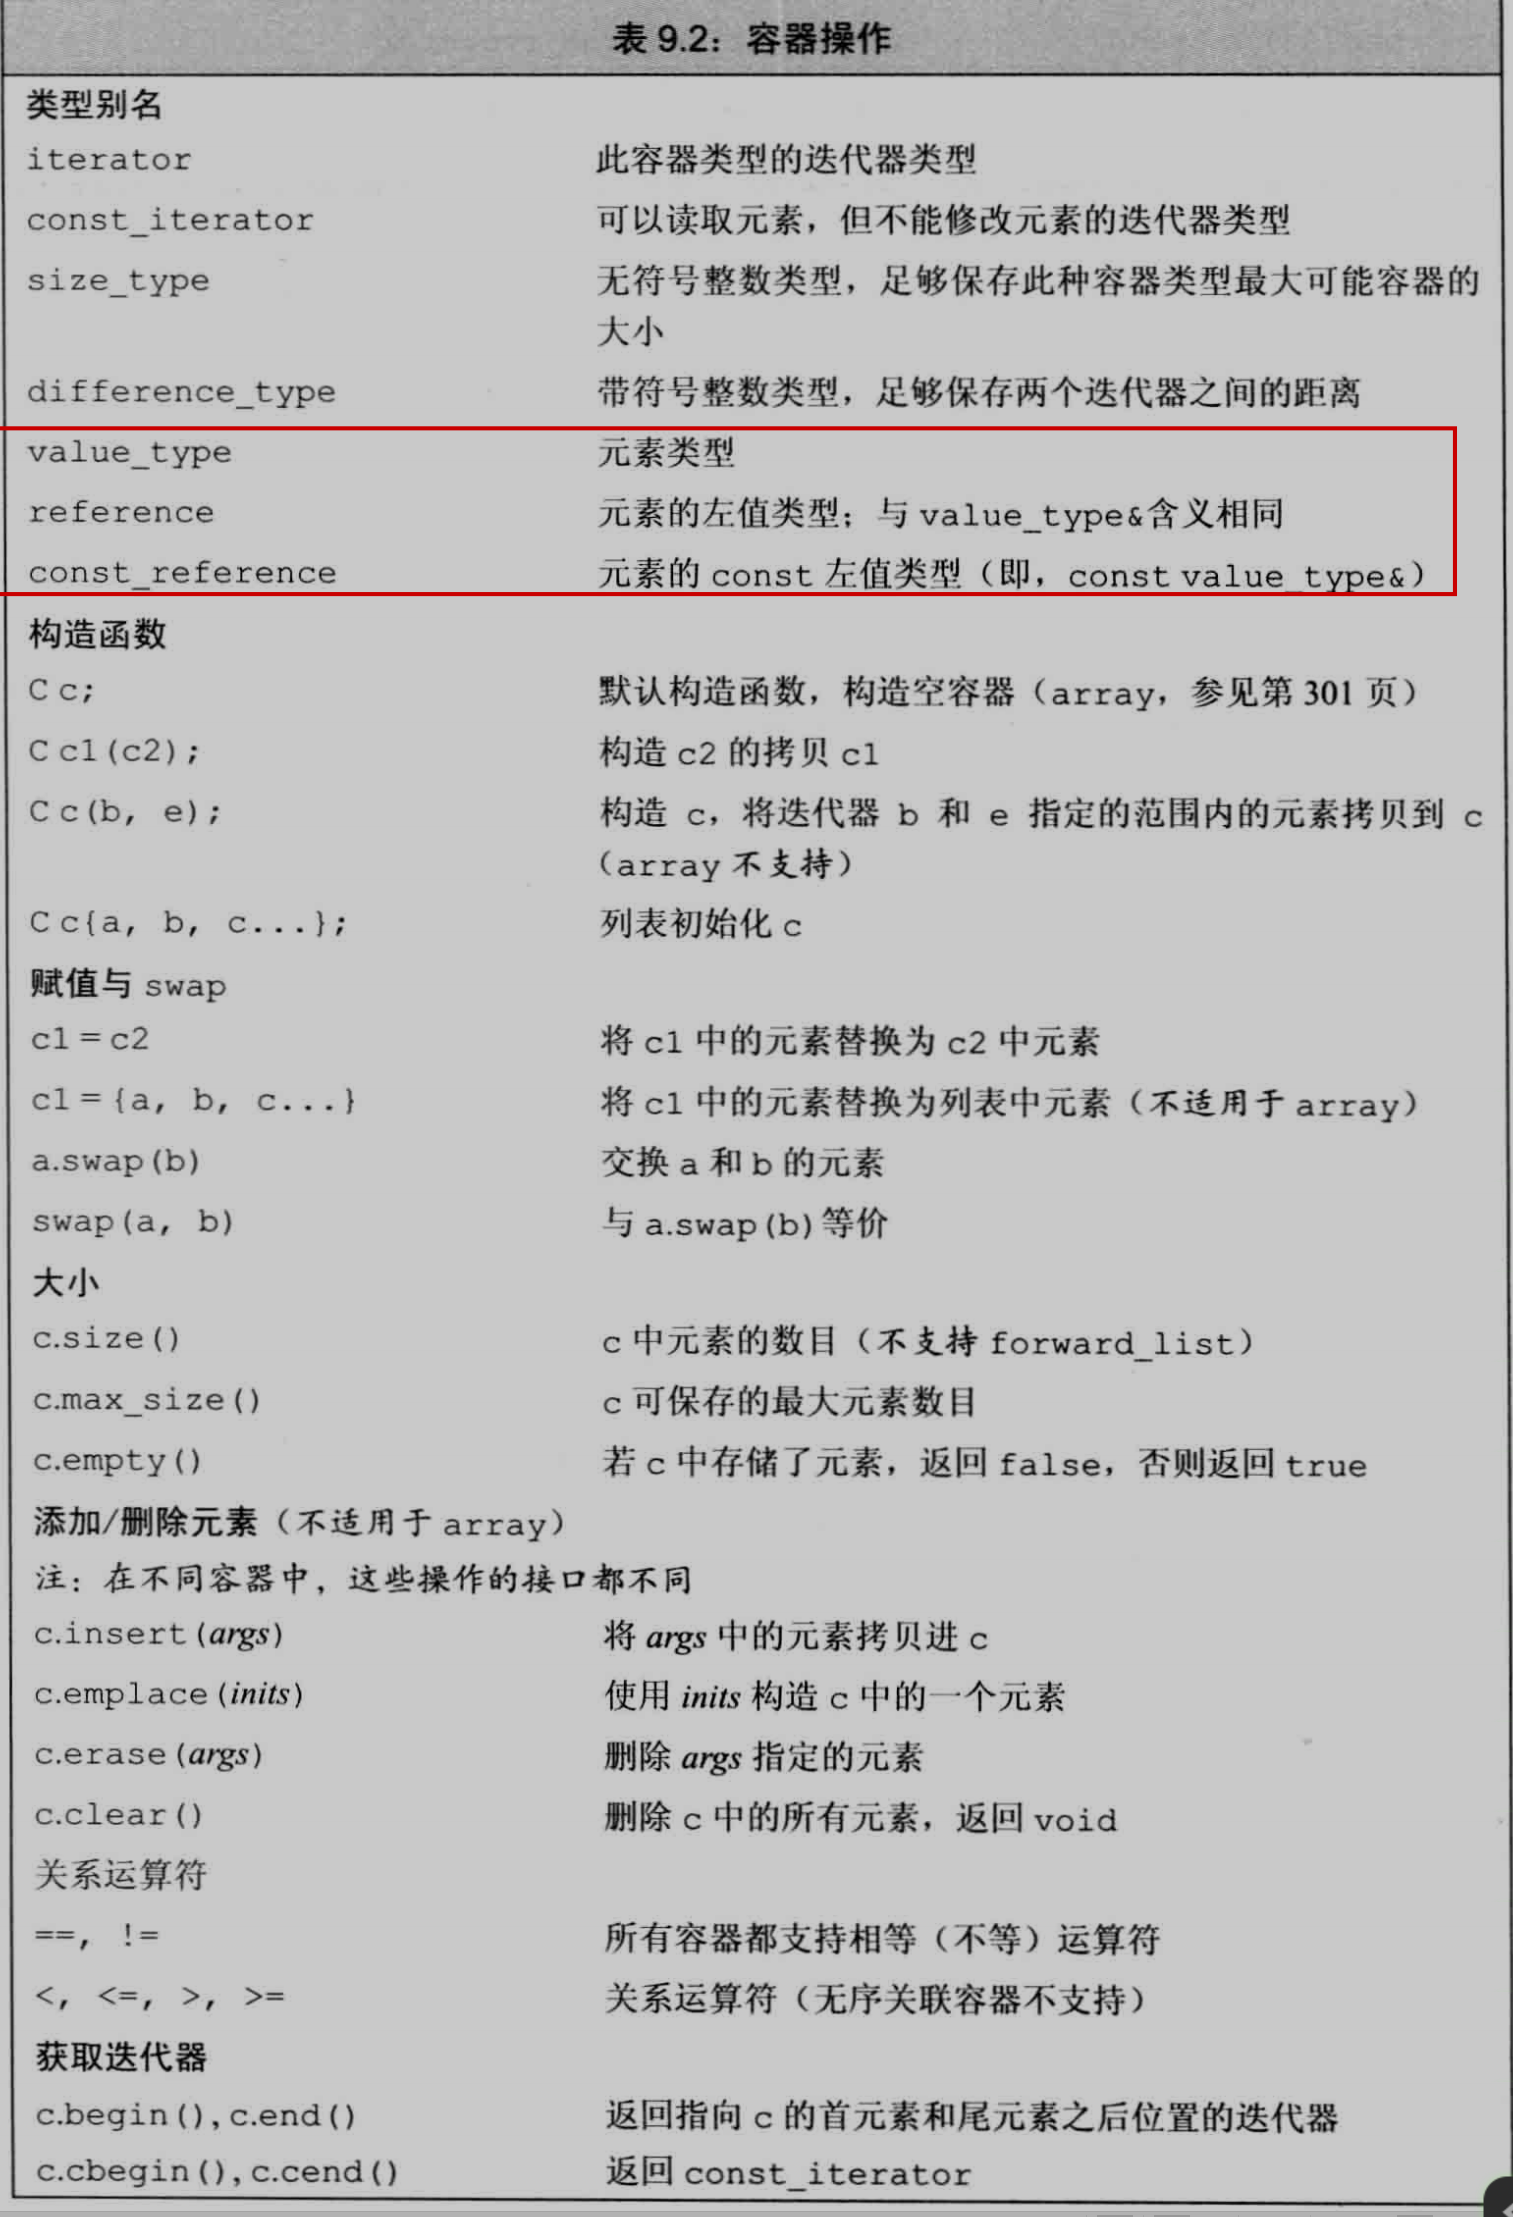 表 9.2：容器操作
类型别名
iterator 此容器类型的迭代器类型
const_iterator 可以读取元素，但不能修改元素的迭代器类型
size_type 无符号整数类型，足够保存此种容器类型最大可能容器的
大小
difference_type 带符号整数类型，足够保存两个迭代器之间的距离
value_type 元素类型
reference 元素的左值类型；与 value_type&含义相同
const_reference 元素的 const 左值类型（即，const value_type&）
构造函数
C c; 默认构造函数，构造空容器（array，参见第 301 页）
C c1(c2); 构造 c2 的拷贝 c1
C c(b, e); 构造 c，将迭代器 b 和 e 指定的范围内的元素拷贝到 c
（array 不支持）
C c{a, b, c...}; 列表初始化 c
赋值与 swap
c1 = c2 将 c1 中的元素替换为 c2 中元素
c1 = {a, b, c...} 将 c1 中的元素替换为列表中元素（不适用于 array）
a.swap(b) 交换 a 和 b 的元素
swap(a, b) 与 a.swap(b)等价
大小
c.size() c 中元素的数目（不支持 forward_list）
c.max_size() c 可保存的最大元素数目
c.empty() 若 c 中存储了元素，返回 false，否则返回 true
添加/删除元素（不适用于 array）
注：在不同容器中，这些操作的接口都不同
c.insert(args) 将 args 中的元素拷贝进 c
c.emplace(inits) 使用 inits 构造 c 中的一个元素
c.erase(args) 删除 args 指定的元素
c.clear() 删除 c 中的所有元素，返回 void
关系运算符
==, != 所有容器都支持相等（不等）运算符
<, <=, >, >= 关系运算符（无序关联容器不支持）
获取迭代器
c.begin(),c.end() 返回指向 c 的首元素和尾元素之后位置的迭代器
c.cbegin(),c.cend() 返回 const_iterator